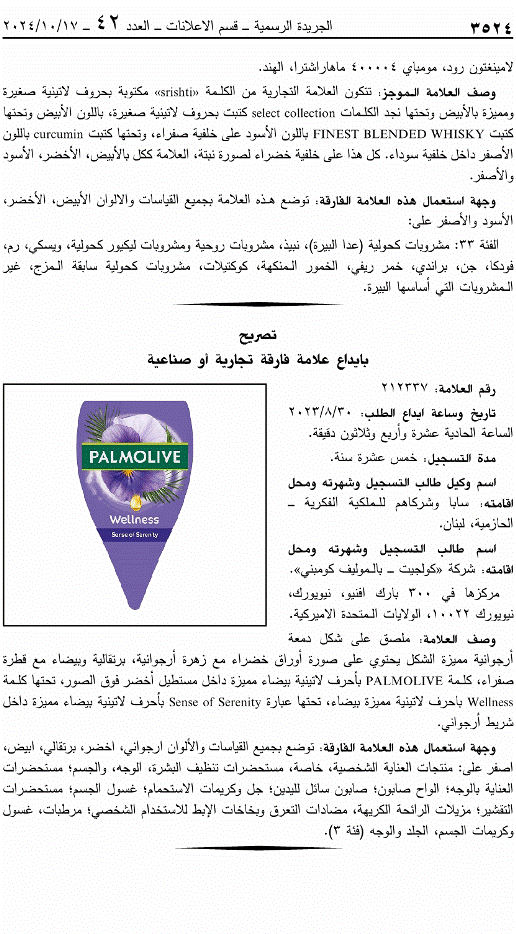 ٣٥٢٤
الجريدة الرسمية ــ قسم الاعلانات ــ العدد ٤٢ ــ ٢٠٢٤/١٠/١٧
لامينغتون رود، مومباي ٤٠٠٠٠٤ ماهاراشترا، الهند.
وصف العلامة الموجز: تتكون العلامة التجارية من الكلمة «srishti» مكتوبة بحروف لاتينية صغيرة
ومميزة بالأبيض وتحتها نجد الكلمات select collection كتبت بحروف لاتينية صغيرة، باللون الأبيض وتحتها
كتبت FINEST BLENDED WHISKY باللون الأسود على خلفية صفراء، وتحتها كتبت curcumin باللون
الأصفر داخل خلفية سوداء. كل هذا على خلفية خضراء لصورة نبتة، العلامة ككل بالأبيض، الأخضر، الأسود
والأصفر.
وجهة استعمال هذه العلامة الفارقة: توضع هذه العلامة بجميع القياسات والالوان الأبيض، الأخضر،
الأسود والأصفر على:
الفئة ٣٣: مشروبات كحولية (عدا البيرة)، نبيذ، مشروبات روحية ومشروبات ليكيور كحولية، ويسكي، رم،
فودكا، جن، براندي، خمر ريفي، الخمور المنكهة، كوكتيلات، مشروبات كحولية سابقة المزج، غير
المشروبات التي أساسها البيرة.
تصريح
بايداع علامة فارقة تجارية أو صناعية
رقم العلامة: ٢١٢٣٣٧
تاريخ وساعة ايداع الطلب: ٢٠٢٣/٨/٣٠
الساعة الحادية عشرة وأربع وثلاثون دقيقة.
مدة التسجيل: خمس عشرة سنة.
اسم وكيل طالب التسجيل وشهرته ومحل
اقامته: سابا وشركاهم للملكية الفكرية ــ
الحازمية، لبنان.
اسم طالب التسجيل وشهرته ومحل
اقامته: شركة «كولجيت ــ بالموليف كومبني».
مركزها في ٣٠٠ بارك افنيو، نيويورك،
نيويورك ١٠٠٢٢، الولايات المتحدة الاميركية.
PALMOLIVE
Wellness
Sense of Serenity
وصف العلامة: ملصق على شكل دمعة
أرجوانية مميزة الشكل يحتوي على صورة أوراق خضراء مع زهرة أرجوانية، برتقالية وبيضاء مع قطرة
صفراء، كلمة PALMOLIVE بأحرف لاتينية بيضاء مميزة داخل مستطيل أخضر فوق الصور، تحتها كلمة
Wellness باحرف لاتينية مميزة بيضاء، تحتها عبارة Sense of Serenity بأحرف لاتينية بيضاء مميزة داخل
شريط أرجواني.
وجهة استعمال هذه العلامة الفارقة: توضع بجميع القياسات والألوان ارجواني، اخضر، برتقالي، ابيض،
اصفر على: منتجات العناية الشخصية، خاصة، مستحضرات تنظيف البشرة، الوجه، والجسم؛ مستحضرات
العناية بالوجه؛ الواح صابون؛ صابون سائل لليدين؛ جل وكريمات الاستحمام؛ غسول الجسم؛ مستحضرات
التقشير؛ مزيلات الرائحة الكريهة، مضادات التعرق وبخاخات الإبط للاستخدام الشخصي؛ مرطبات، غسول
وكريمات الجسم، الجلد والوجه (فئة ٣).